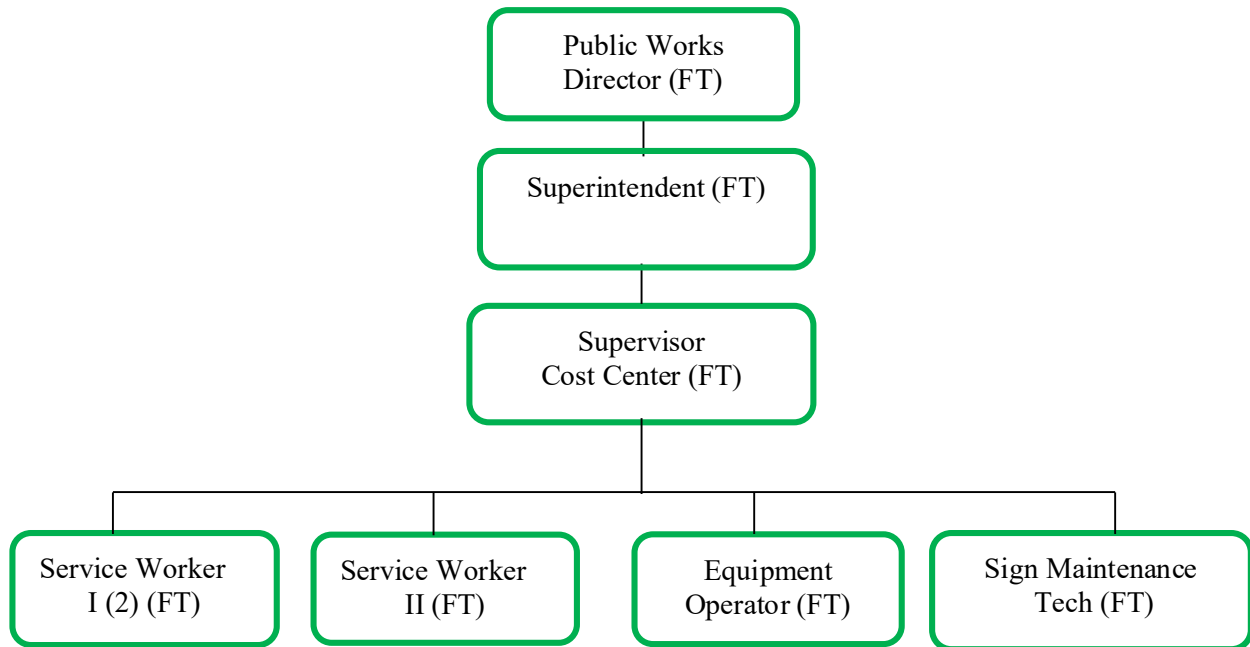 Public Works
Director (FT)
Superintendent (FT)
Supervisor
Cost Center (FT)
Service Worker
I (2) (FT)
Service Worker
II (FT)
Equipment
Operator (FT)
Sign Maintenance
Tech (FT)